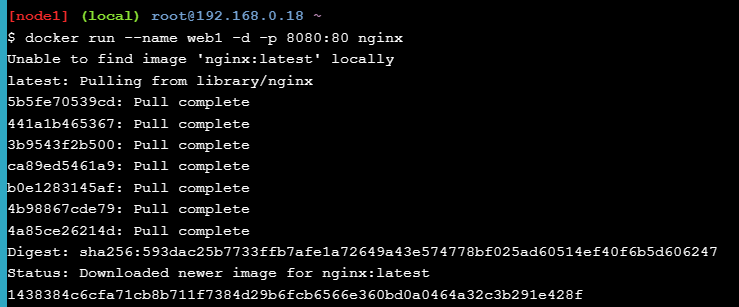 [node1] (local) root@192.168.0.18 ~
$ docker run --name web1 -d -p 8080:80 nginx
Unable to find image 'nginx:latest' locally
latest: Pulling from library/nginx
5b5fe70539cd: Pull complete
441a1b465367: Pull complete
3b9543f2b500: Pull complete
ca89ed5461a9: Pull complete
b0e1283145af: Pull complete
4b98867cde79: Pull complete
4a85ce26214d: Pull complete
Digest: sha256:593dac25b7733ffb7afe1a72649a43e574778bf025ad60514ef40f6b5d606247
Status: Downloaded newer image for nginx:latest
1438384c6cfa71cb8b711f7384d29b6fcb6566e360bd0a0464a32c3b291e428f